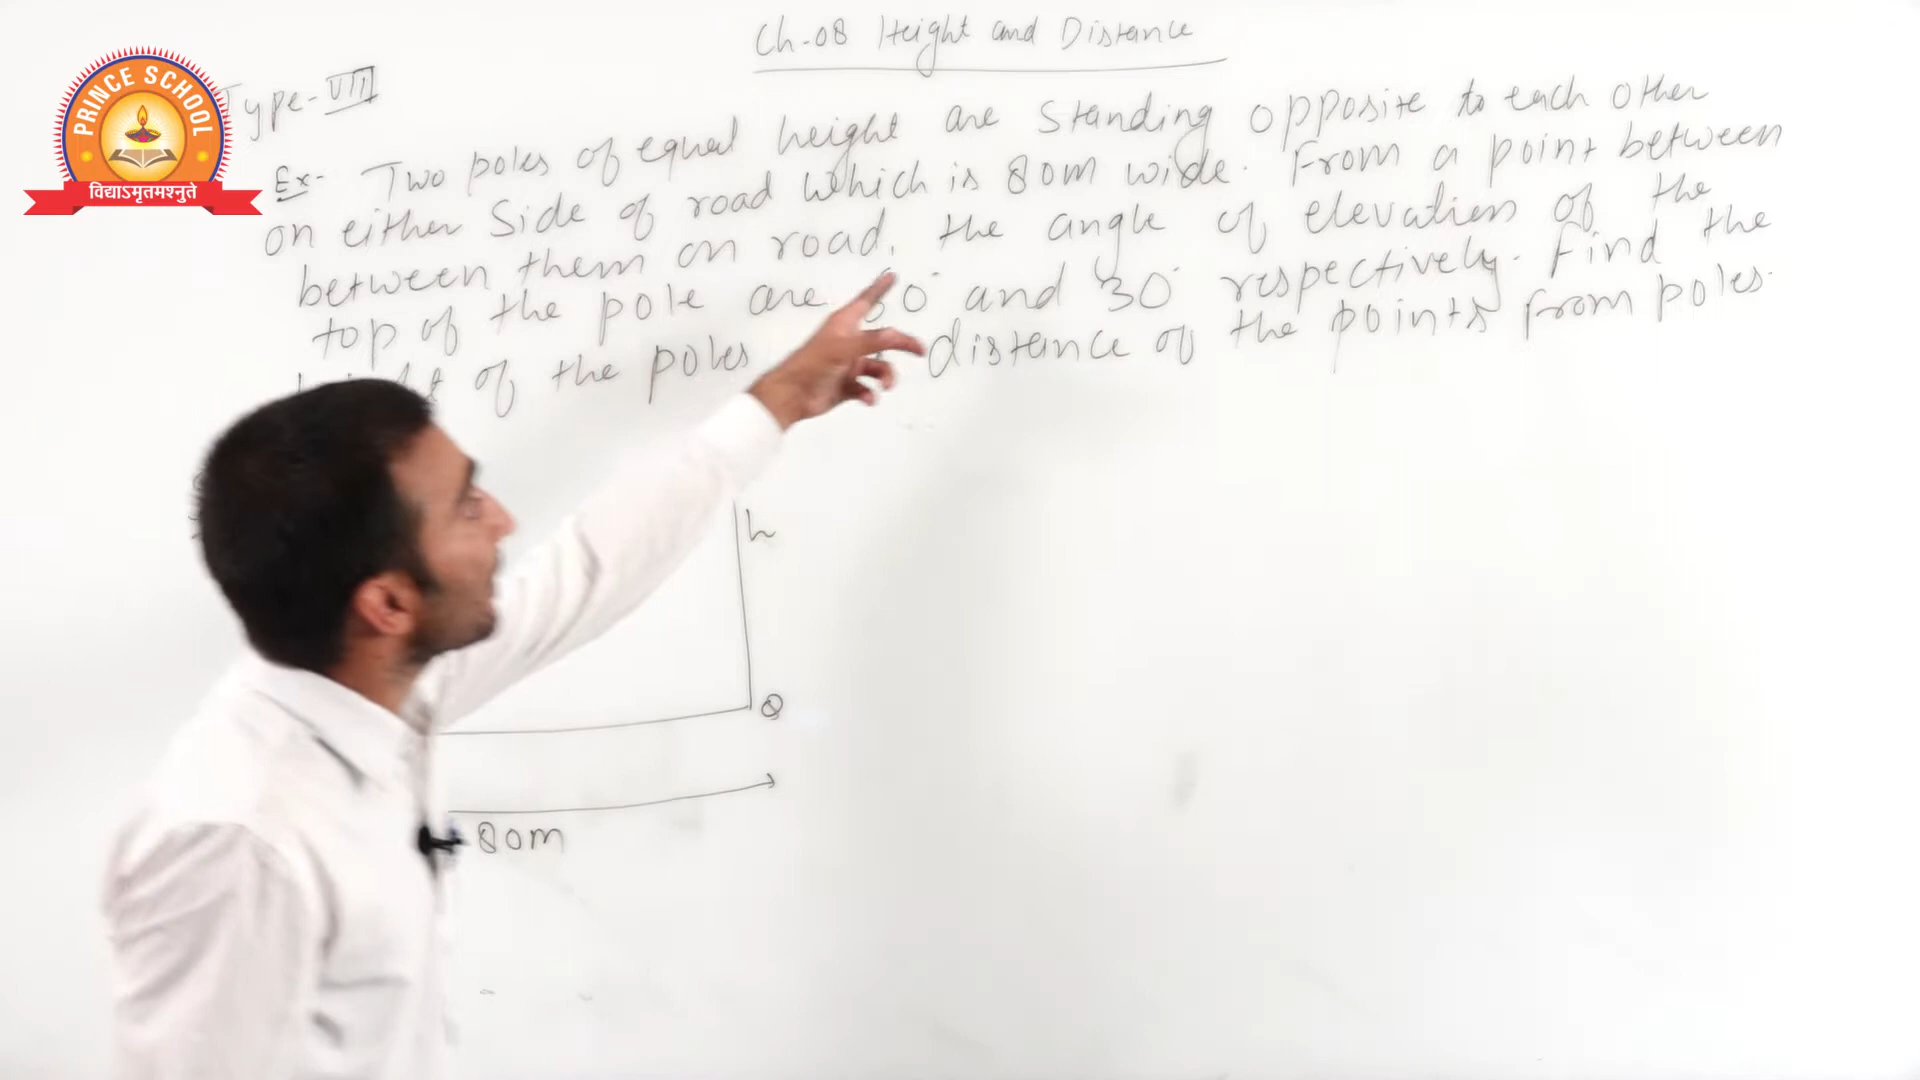 Ch-08 Height and Distance
PRINCE SCHOOL
विद्याऽमृतमश्नुते
Type-VIII
Ex- Two poles of equal height are standing opposite to each other
on either side of road which is 80m wide. From a point between
between them on road. the angle of elevation of the
top of the pole are 60° and 30° respectively. Find the the
of the poles distance of the points from poles.
h
Q
80m